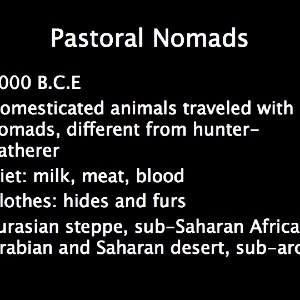 Pastoral Nomads
000 B.C.E
omesticated animals traveled with
omads, different from hunter-
atherer
iet: milk, meat, blood
lothes: hides and furs
urasian steppe, sub-Saharan Africa
rabian and Saharan desert, sub-arc